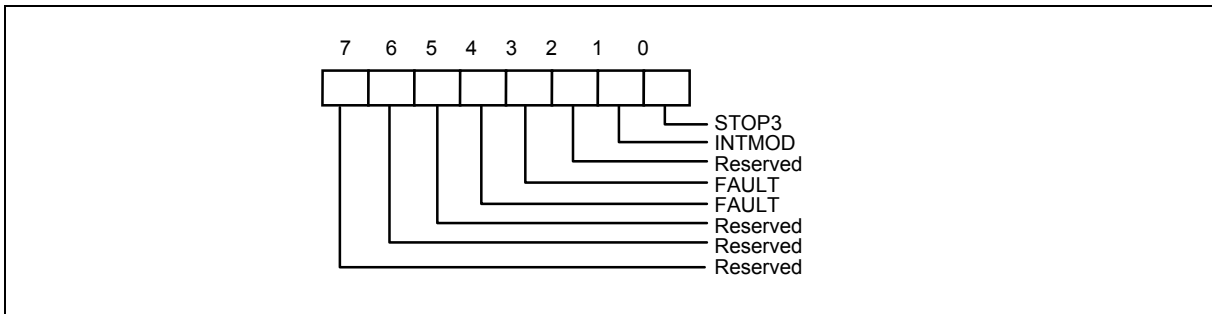 7 6 5 4 3 2 1 0
STOP3
INTMOD
Reserved
FAULT
FAULT
Reserved
Reserved
Reserved